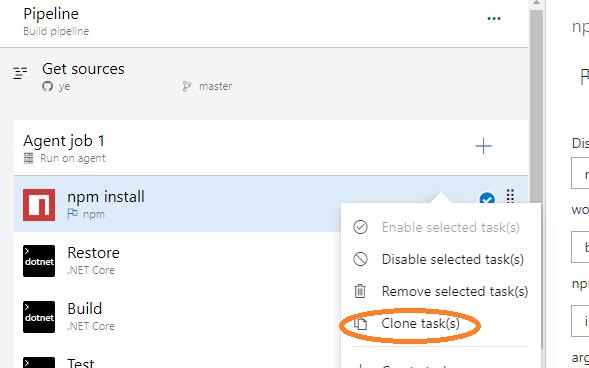 Pipeline
Build pipeline
Get sources
ye
master
Agent job 1
Run on agent
npm install
npm
Restore
.NET Core
Build
.NET Core
Test
>
dotnet
>
dotnet
>
Enable selected task(s)
Disable selected task(s)
Remove selected task(s)
Clone task(s)
np
Dis
wo
npi
arg